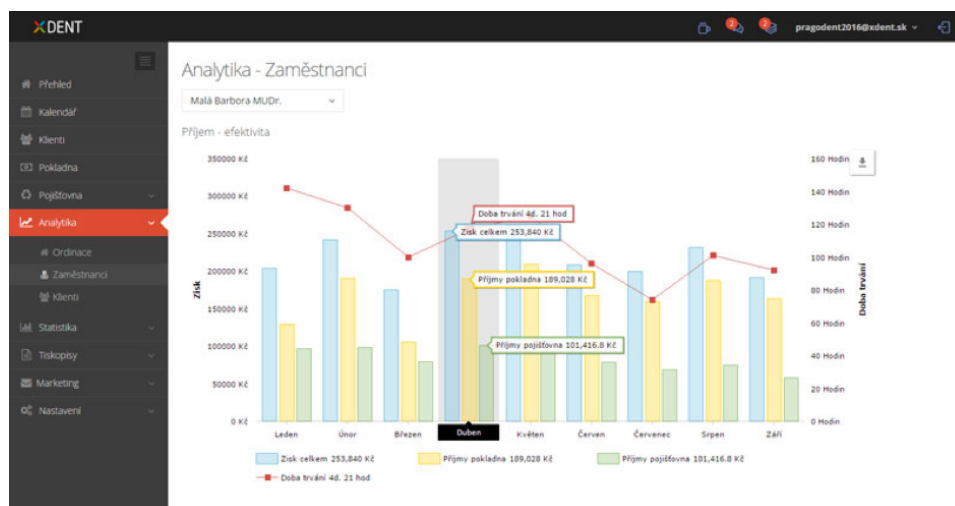 XDENT
2
2
pragodent2016@xdent.sk
Přehled
Kalendář
Klienti
Pokladna
Pojišťovna
Analytika
Ordinace
Zaměstnanci
Klienti
Statistika
Tiskopisy
Marketing
Nastavení
Analytika - Zaměstnanci
Malá Barbora MUDr.
Příjem - efektivita
350000 Kč
300000 Kč
250000 Kč
200000 Kč
150000 Kč
100000 Kč
50000 Kč
0 Kč
Zisk
160 Hodin
140 Hodin
120 Hodin
100 Hodin
80 Hodin
60 Hodin
40 Hodin
20 Hodin
0 Hodin
Doba trvání
Doba trvání 4d. 21 hod
Zisk celkem 253,840 Kč
Příjmy pokladna 189,028 Kč
Příjmy pojišťovna 101,416.8 Kč
Leden Únor Březen Duben Květen Červen Červenec Srpen Září
Zisk celkem 253,840 Kč Příjmy pokladna 189,028 Kč Příjmy pojišťovna 101,416.8 Kč
Doba trvání 4d. 21 hod